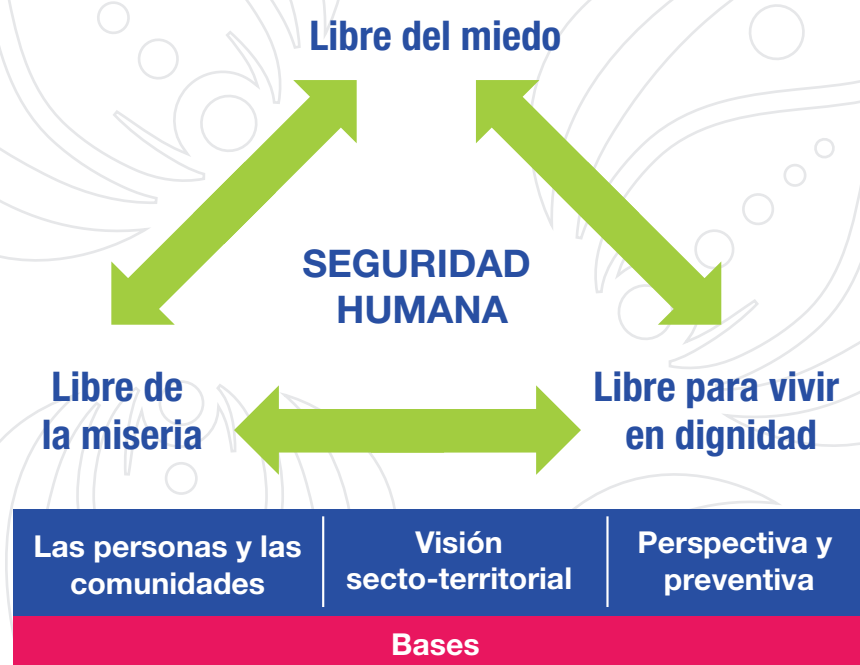 Libre del miedo
SEGURIDAD
HUMANA
Libre de
la miseria
Libre para vivir
en dignidad
Las personas y las
comunidades
Visión
secto-territorial
Perspectiva y
preventiva
Bases